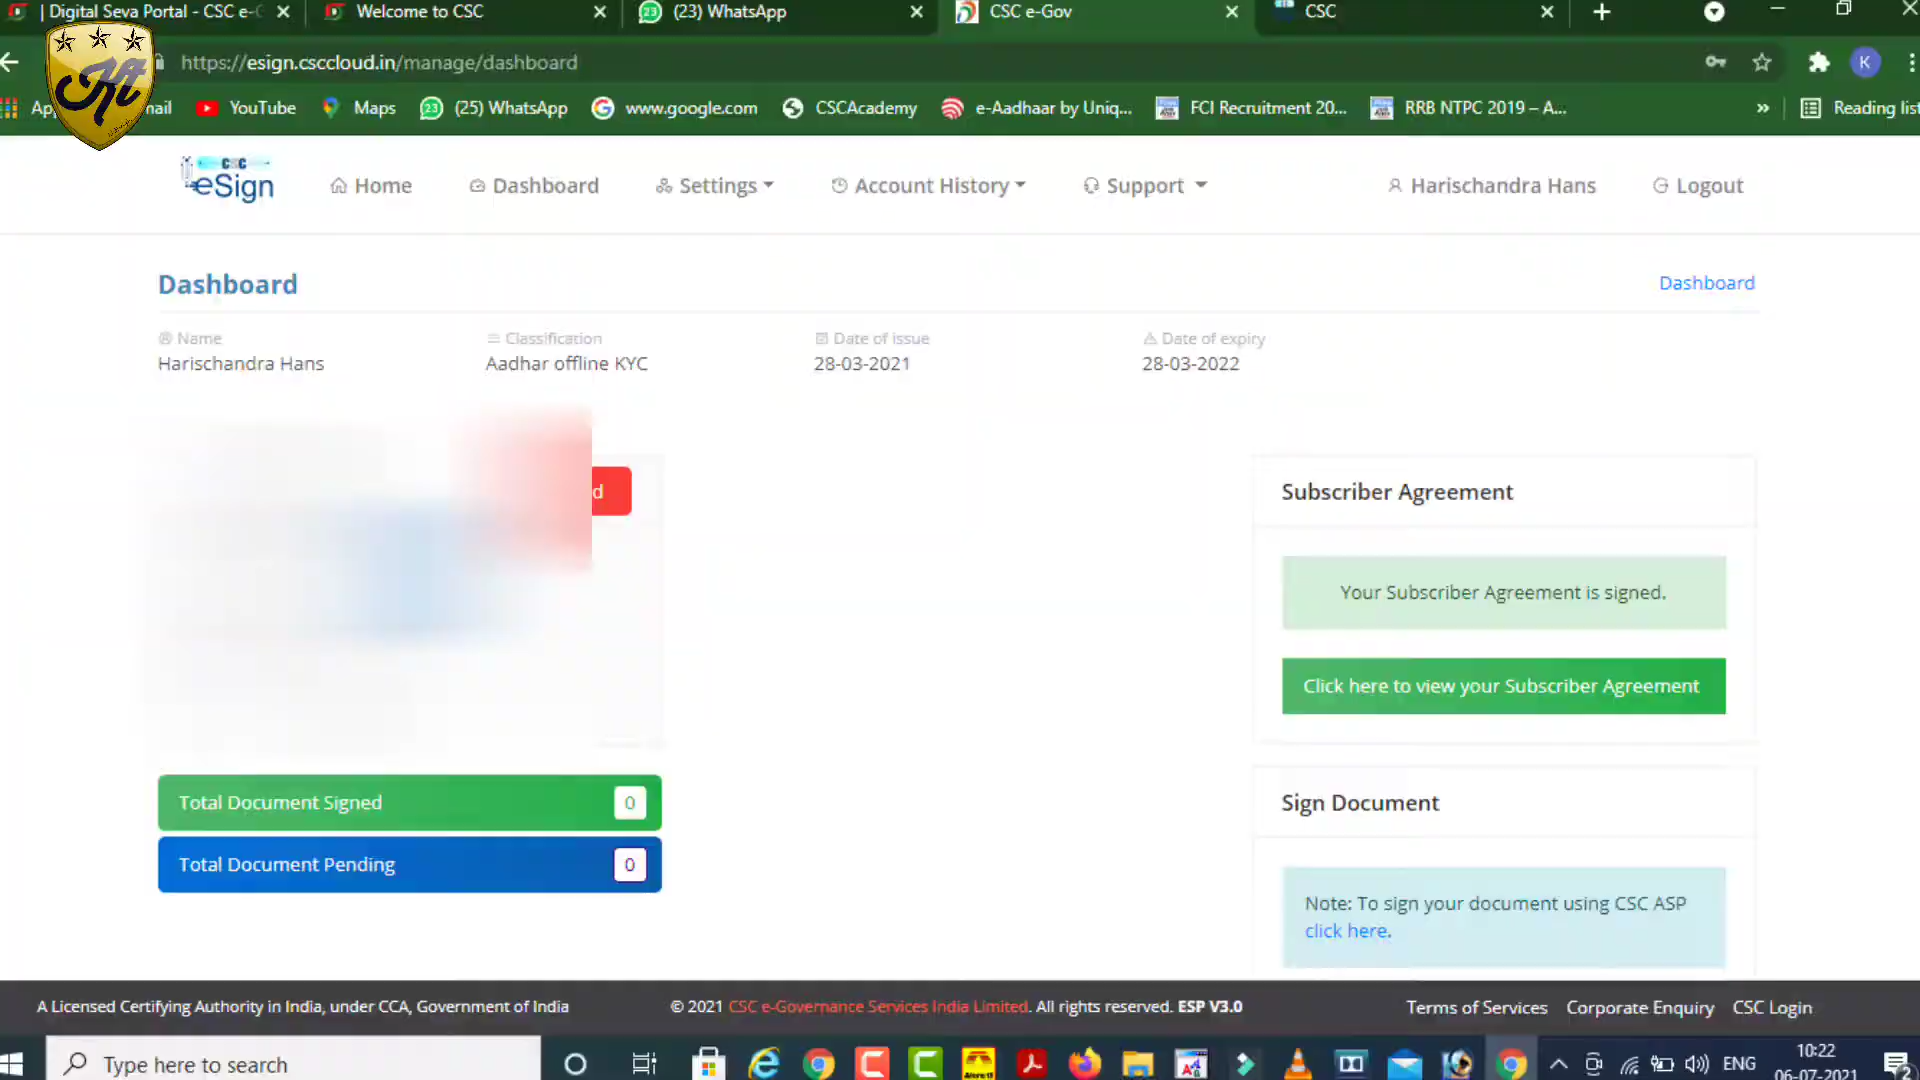 | Digital Seva Portal - CSC e-G
Welcome to CSC
(23) WhatsApp
CSC e-Gov
CSC
https://esign.csccloud.in/manage/dashboard
K
YouTube
Maps
(25) WhatsApp
www.google.com
CSCAcademy
e-Aadhaar by Uniq...
FCI Recruitment 20...
RRB NTPC 2019 – A...
»
Reading list
CSC
eSign
Home
Dashboard
Settings
Account History
Support
Harischandra Hans
Logout
Dashboard
Dashboard
Name
Classification
Date of issue
Date of expiry
Harischandra Hans
Aadhar offline KYC
28-03-2021
28-03-2022
d
Subscriber Agreement
Your Subscriber Agreement is signed.
Click here to view your Subscriber Agreement
Total Document Signed 0
Total Document Pending 0
Sign Document
Note: To sign your document using CSC ASP
click here.
A Licensed Certifying Authority in India, under CCA, Government of India
© 2021 CSC e-Governance Services India Limited. All rights reserved. ESP V3.0
Terms of Services
Corporate Enquiry
CSC Login
Type here to search
ENG
10:22
06-07-2021
2